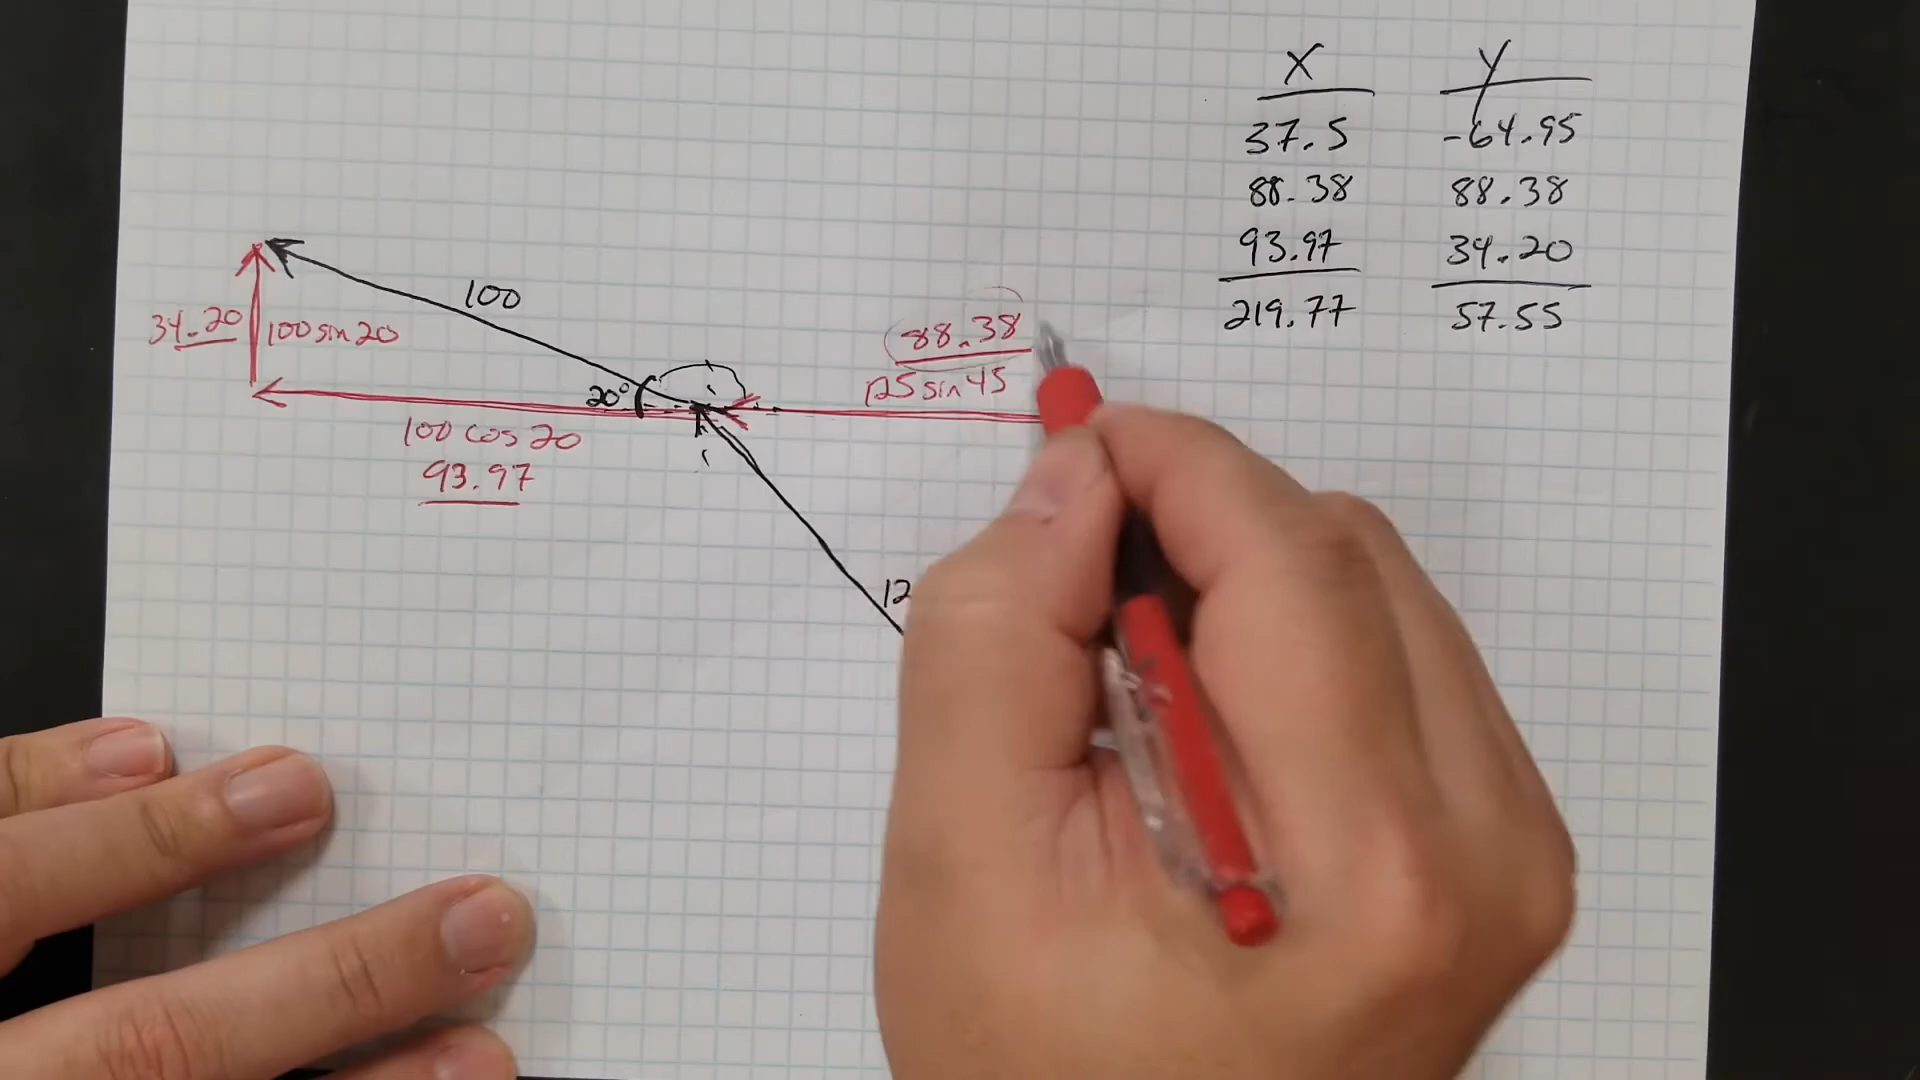 X Y
37.5 -64.95
88.38 88.38
93.97 34.20
219.77 57.55
100
34.20 100 sin 20
20°
100 cos 20
93.97
88.38
125 sin 45
12